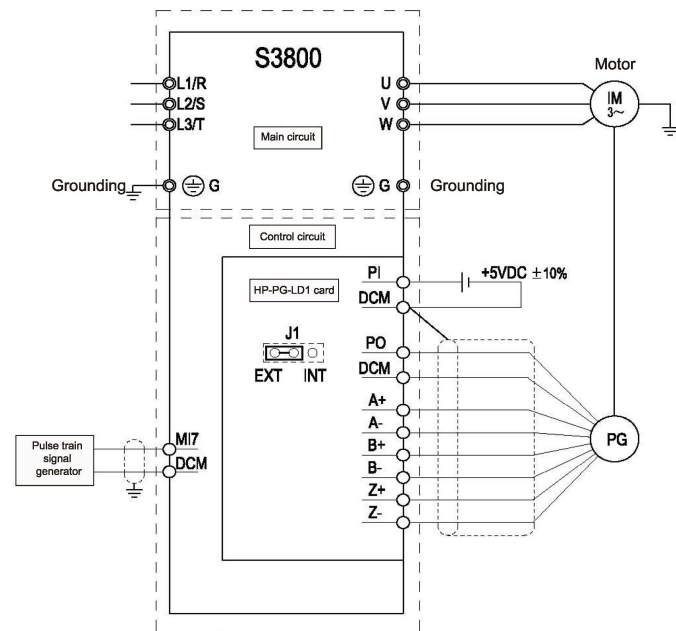 S3800
L1/R
L2/S
L3/T
U
V
W
Motor
IM
3~
Main circuit
Grounding
G
G
Grounding
Control circuit
HP-PG-LD1 card
PI
DCM
+5VDC ±10%
J1
EXT INT
PO
DCM
A+
A-
B+
B-
Z+
Z-
PG
Pulse train
signal
generator
MI7
DCM